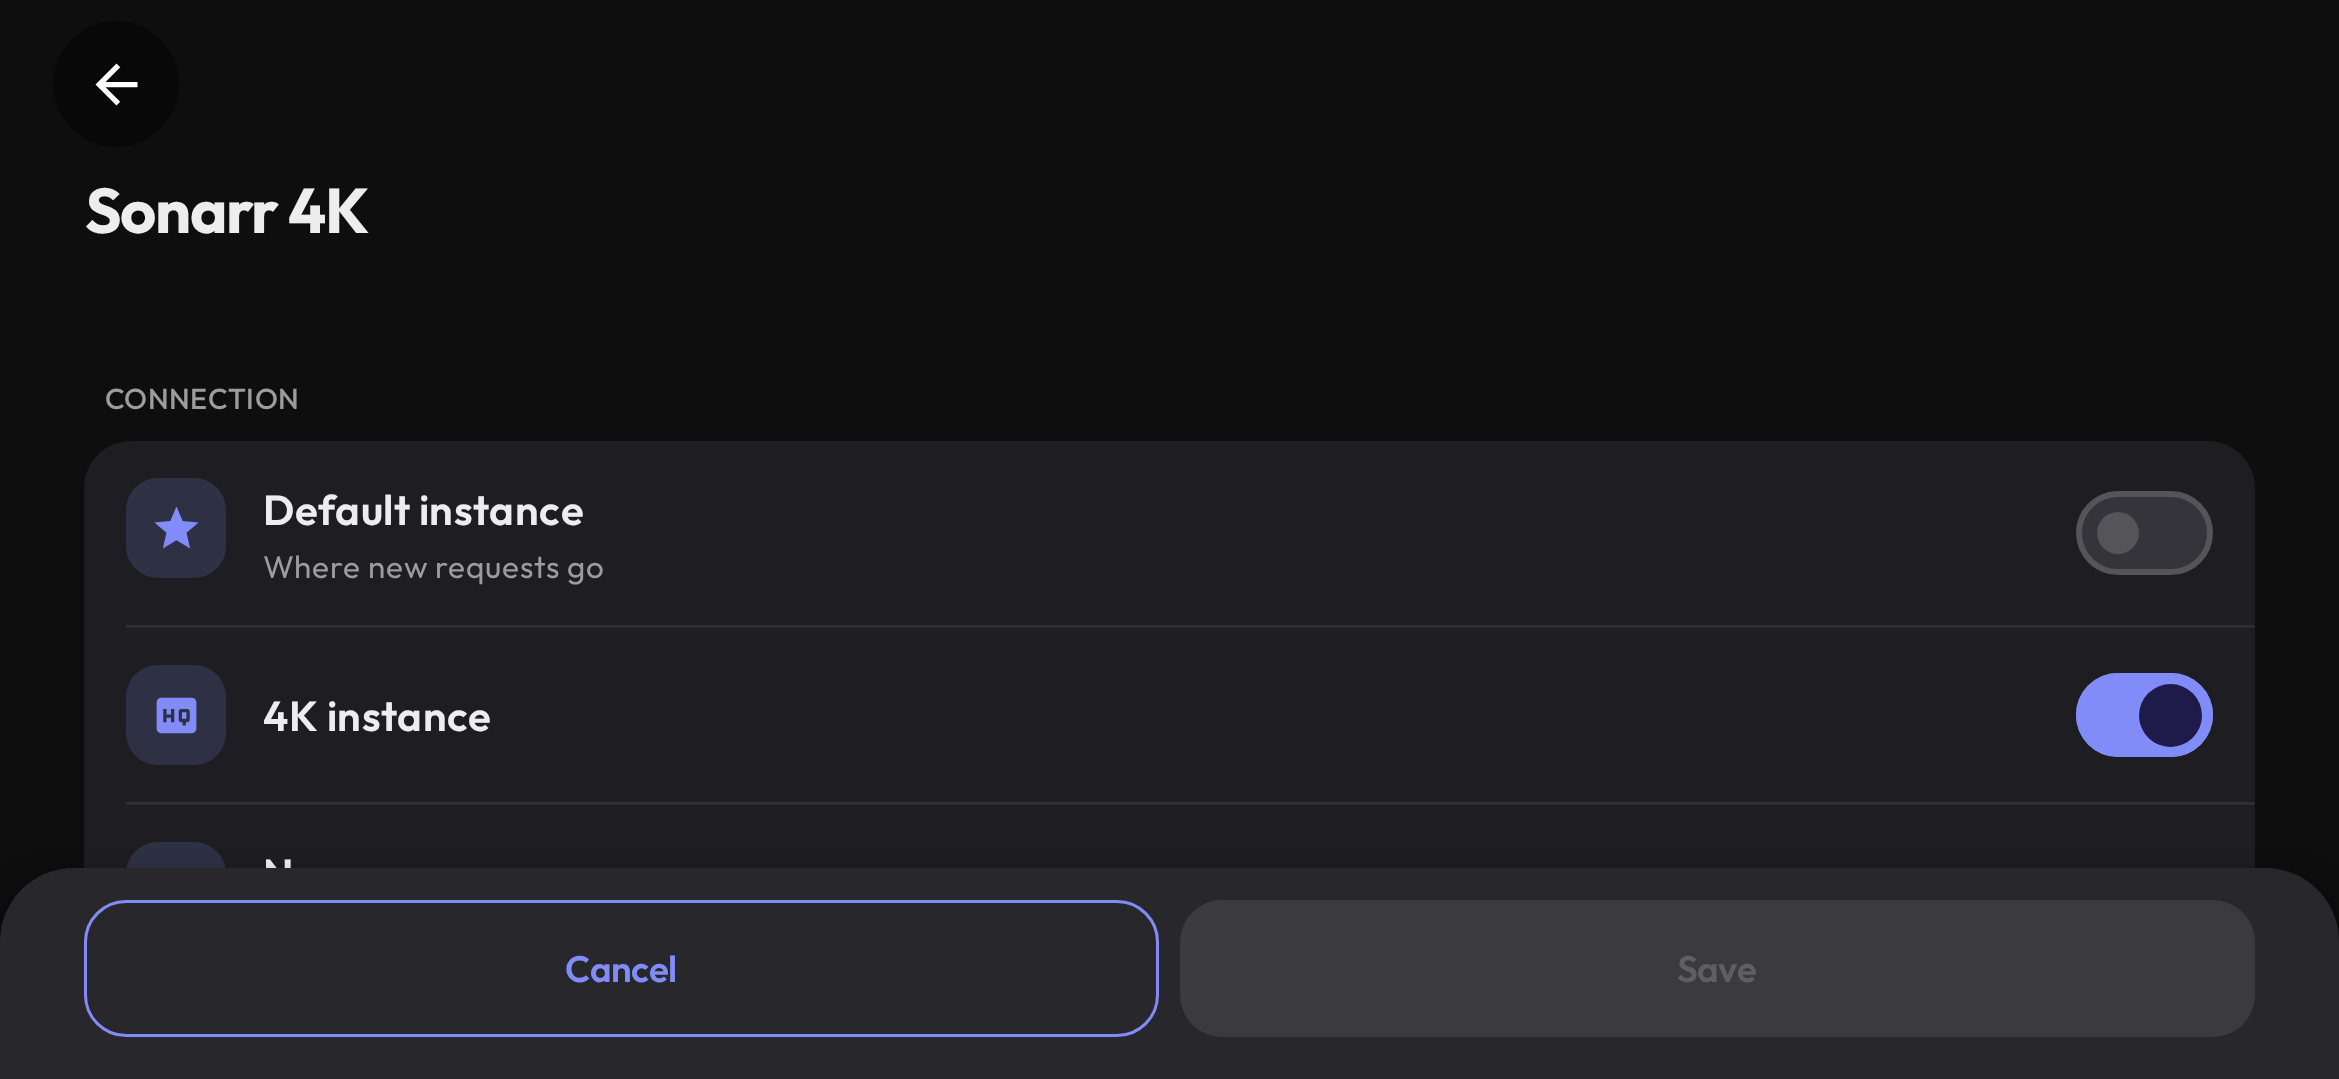 Sonarr 4K
CONNECTION
Default instance
Where new requests go
HQ
4K instance
Cancel
Save